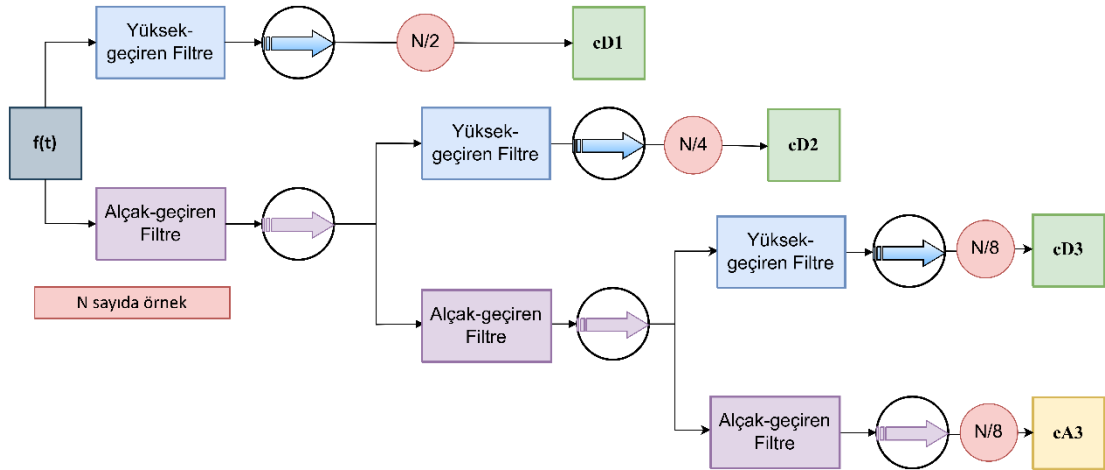 Yüksek-
geçiren Filtre
N/2
cD1
f(t)
Yüksek-
geçiren Filtre
N/4
cD2
Alçak-geçiren
Filtre
Yüksek-
geçiren Filtre
N/8
cD3
N sayıda örnek
Alçak-geçiren
Filtre
Alçak-geçiren
Filtre
N/8
cA3